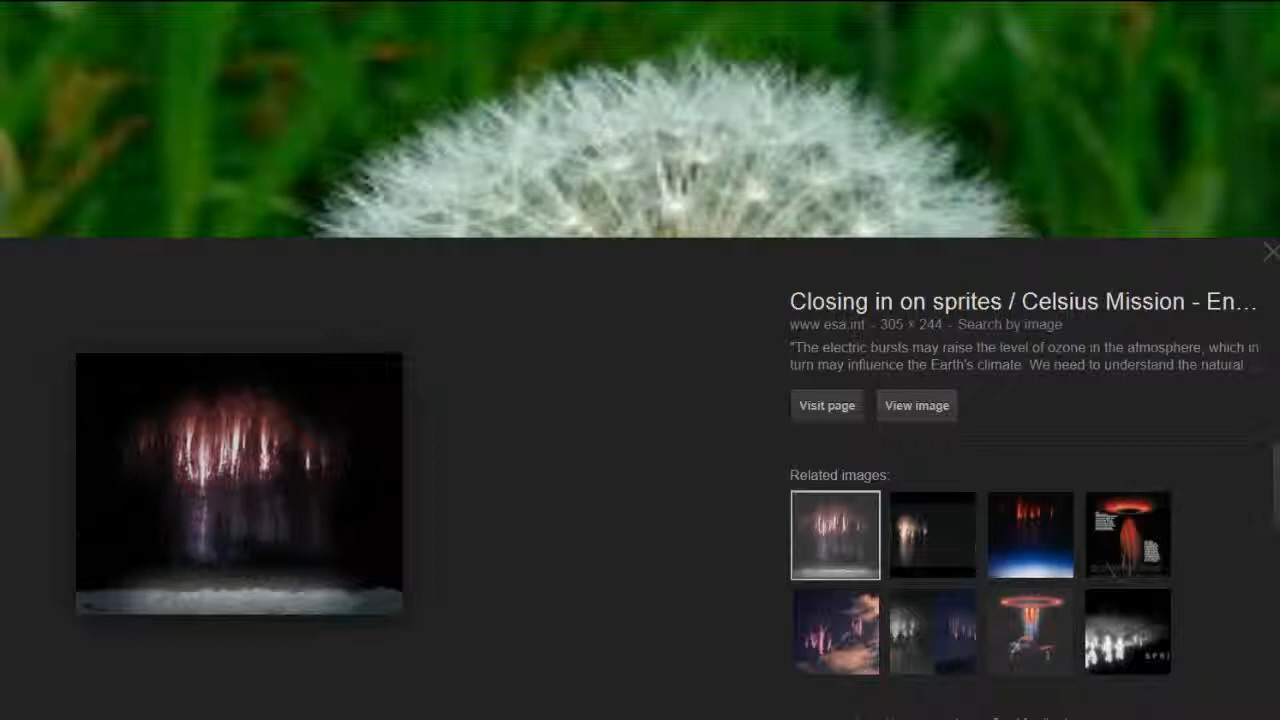 Closing in on sprites / Celsius Mission - En...
www.esa.int - 305 × 244 - Search by image
"The electric bursts may raise the level of ozone in the atmosphere, which in
turn may influence the Earth's climate. We need to understand the natural
Visit page
View image
Related images: